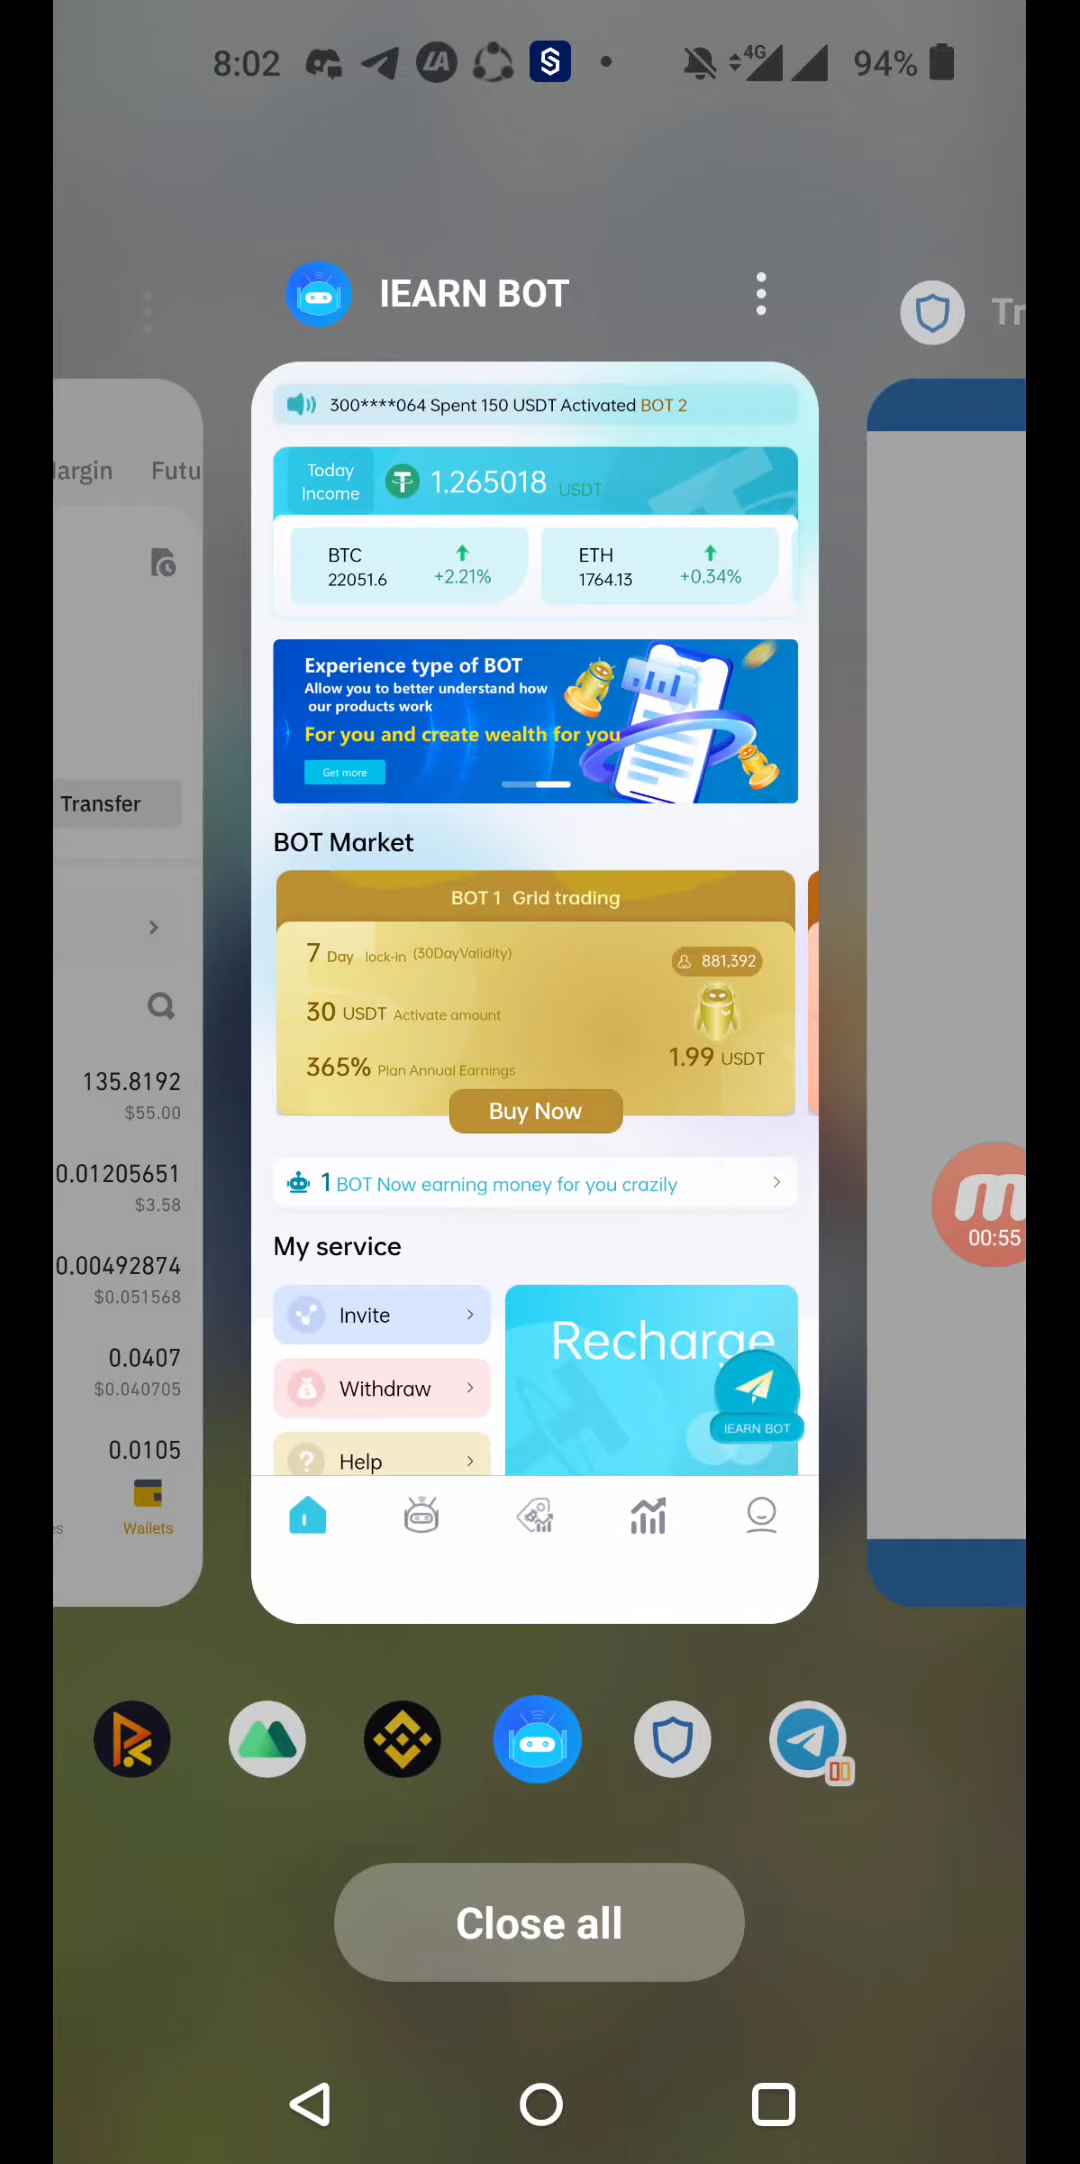 8:02
4G
94%
IEARN BOT
Tr
300****064 Spent 150 USDT Activated BOT 2
Today
Income
1.265018 USDT
BTC
22051.6
+2.21%
ETH
1764.13
+0.34%
Experience type of BOT
Allow you to better understand how
our products work
For you and create wealth for you
Get more
BOT Market
BOT 1 Grid trading
7 Day lock-in (30DayValidity)
881,392
30 USDT Activate amount
365% Plan Annual Earnings
1.99 USDT
Buy Now
1 BOT Now earning money for you crazily
My service
Invite
Withdraw
Help
Recharge
IEARN BOT
argin
Futu
Transfer
135.8192
$55.00
0.01205651
$3.58
0.00492874
$0.051568
0.0407
$0.040705
0.0105
es
Wallets
00:55
Close all